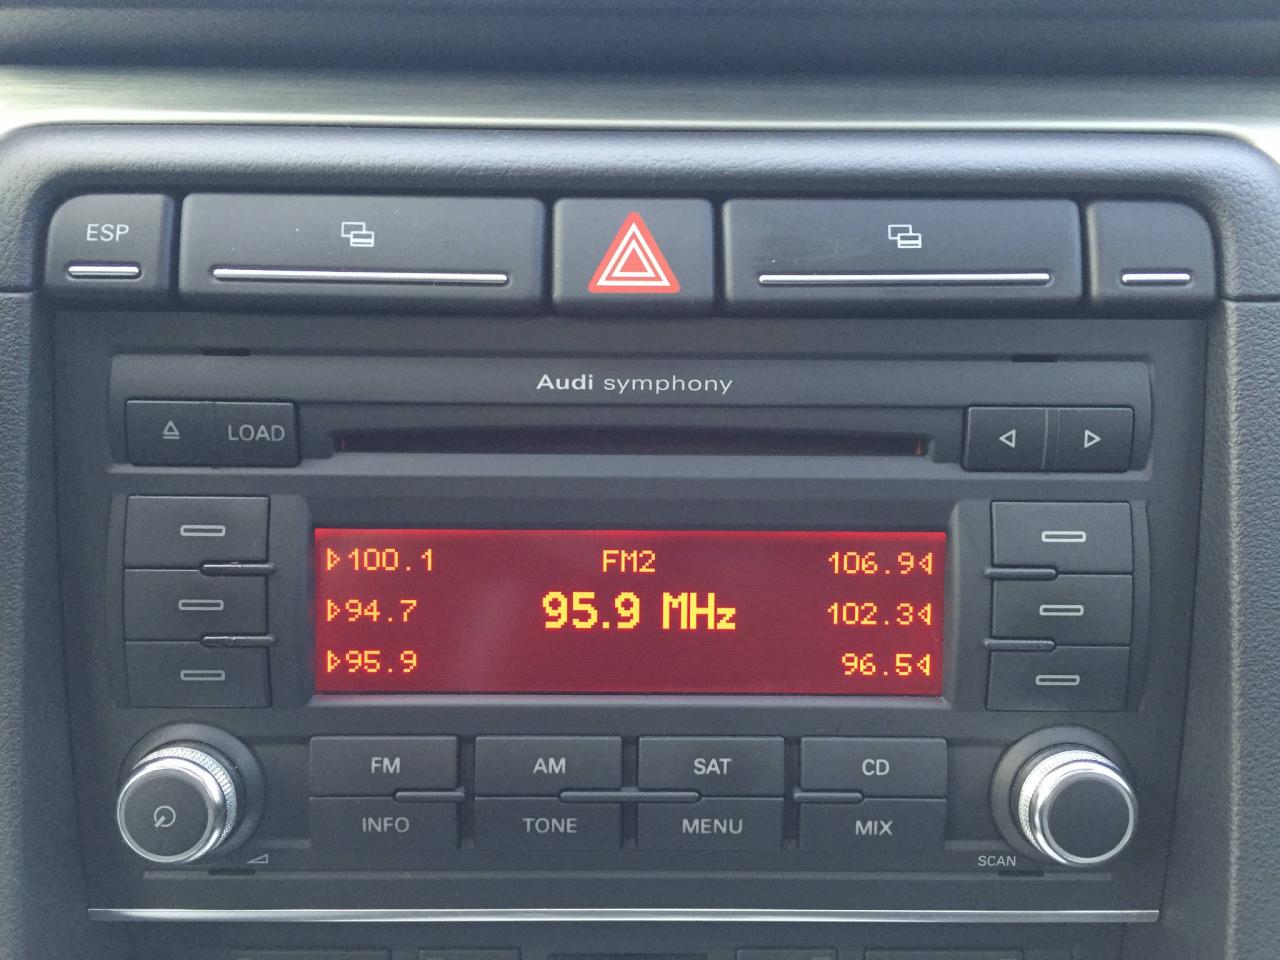 ESP
Audi symphony
LOAD
100.1 FM2 106.9
94.7 95.9 MHz 102.3
95.9 96.5
FM AM SAT CD
INFO TONE MENU MIX
SCAN